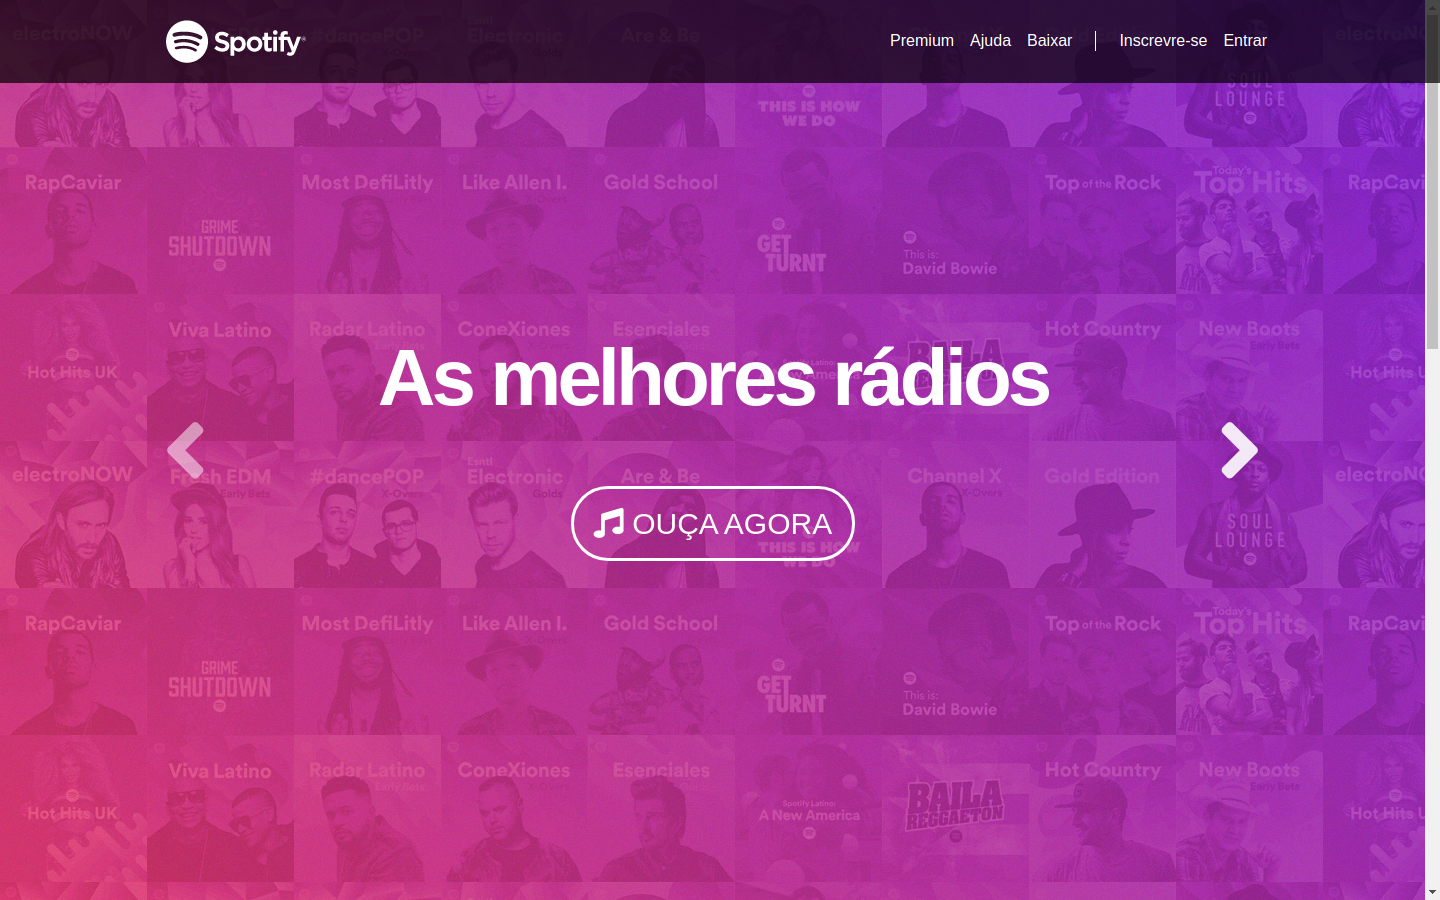 Spotify
Premium Ajuda Baixar Inscrevre-se Entrar
electroNOW #dancePOP Esntl Electronic Are & Be
THIS IS HOW WE DO SOUL LOUNGE
RapCaviar GRIME SHUTDOWN Most DefiLitly Like Allen I. Gold School GET TURNT This is: David Bowie Top of the Rock Today's Top Hits RapCavi
Hot Hits UK Viva Latino Radar Latino ConeXiones Esenciales BAILA REGGAETON Hot Country New Boots Early Bets Hot Hits U
As melhores rádios
electroNOW Fresh EDM Early Bets #dancePOP X-Overs Esntl Electronic Golds Are & Be Channel X X-Overs Gold Edition SOUL LOUNGE electroNO
OUÇA AGORA
THIS IS HOW WE DO
RapCaviar GRIME SHUTDOWN Most DefiLitly Like Allen I. Gold School GET TURNT This is: David Bowie Top of the Rock Today's Top Hits RapCavi
Hot Hits UK Viva Latino Radar Latino Early Bets ConeXiones X-Overs Esenciales Spotify Latino: A New America BAILA REGGAETON Hot Country New Boots Early Bets Hot Hits U